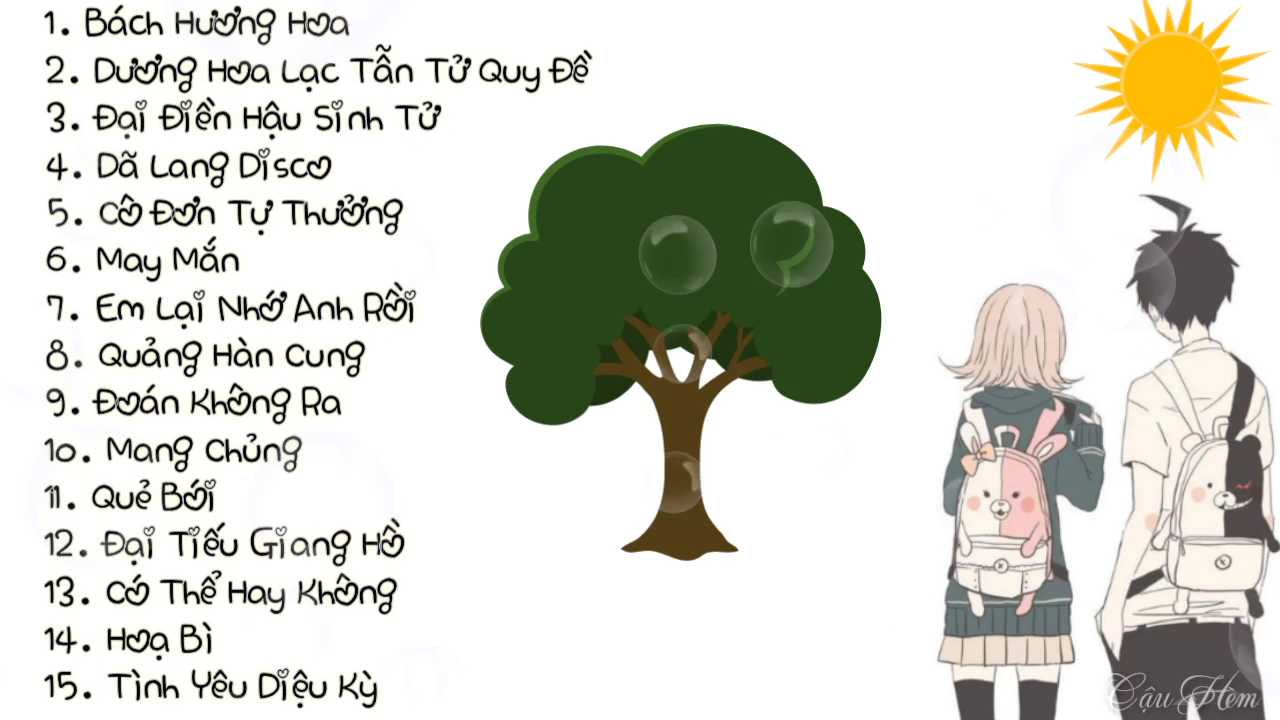 1. Bách Hương Hoa
2. Dương Hoa Lạc Tẫn Tử Quy Đề
3. Đại Điền Hậu Sinh Tử
4. Dã Lang Disco
5. Cô Đơn Tự Thưởng
6. May Mắn
7. Em Lại Nhớ Anh Rồi
8. Quảng Hàn Cung
9. Đoán Không Ra
10. Mang Chủng
11. Quẻ Bói
12. Đại Tiếu Giang Hồ
13. Có Thể Hay Không
14. Hoạ Bì
15. Tình Yêu Diệu Kỳ
Cậu Hèm